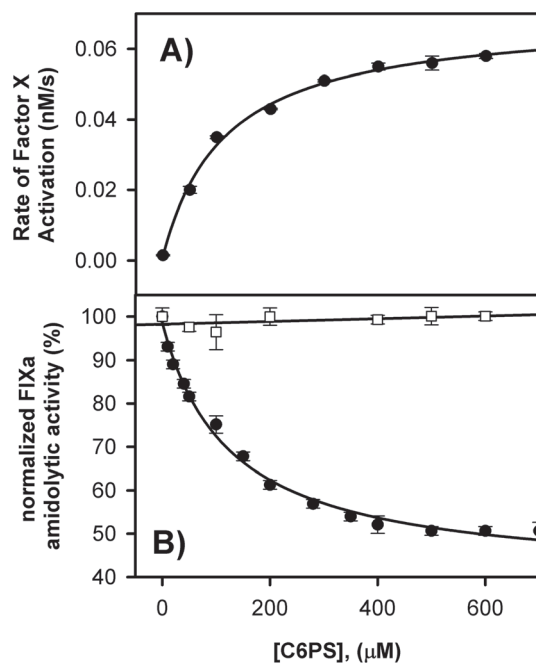 A)
Rate of Factor X
Activation (nM/s)
0.06
0.04
0.02
0.00
B)
normalized FIXa
amidolytic activity (%)
100
90
80
70
60
50
40
0
200
400
600
[C6PS], (μM)